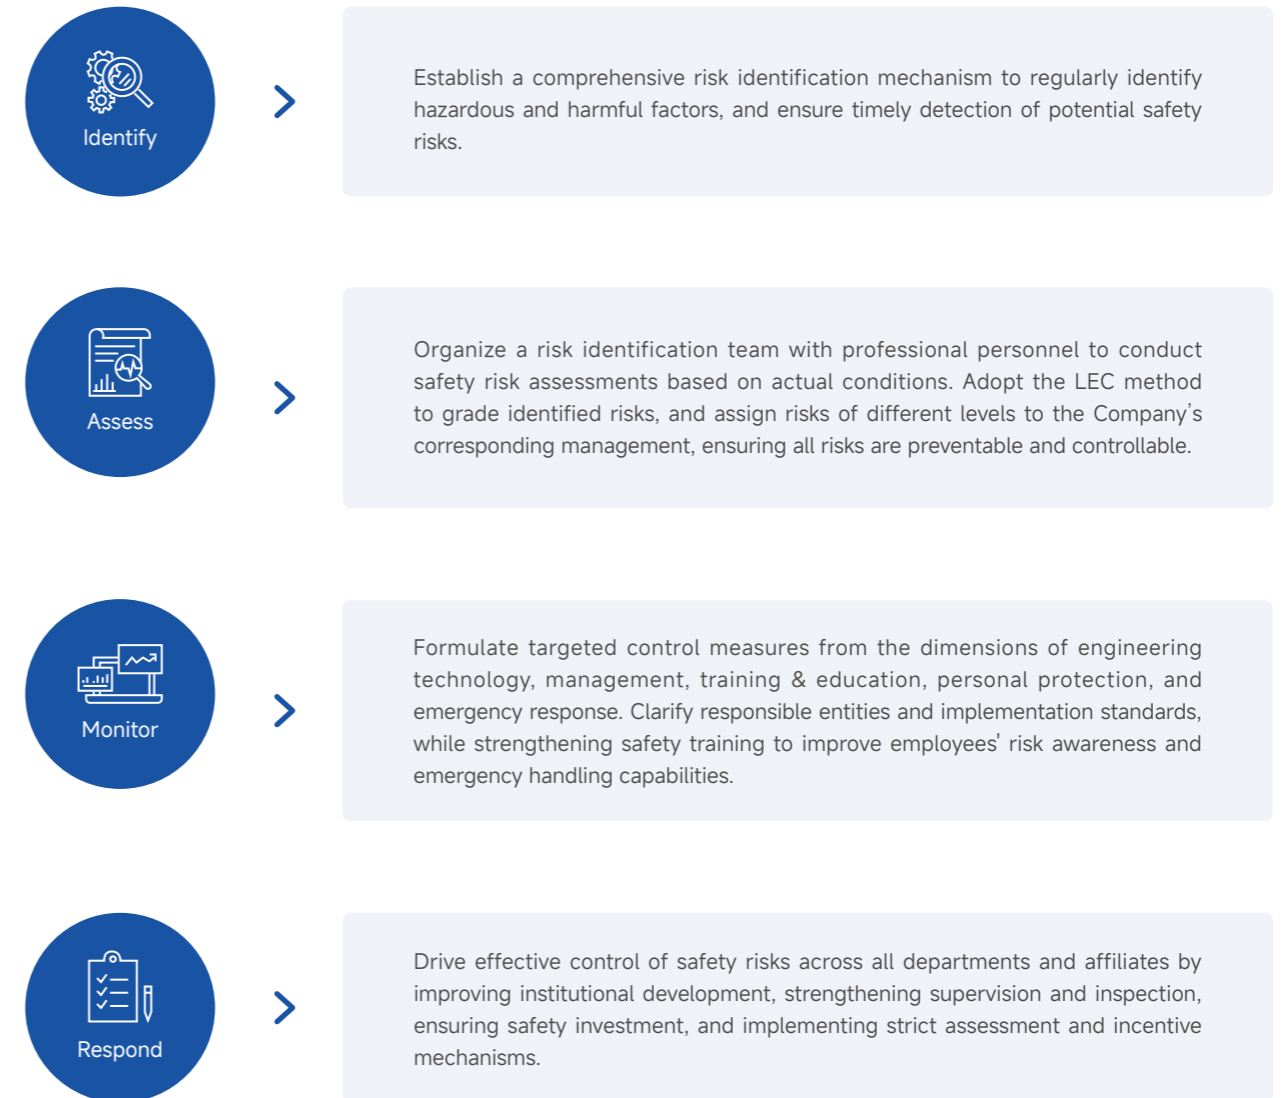 Identify
Establish a comprehensive risk identification mechanism to regularly identify
hazardous and harmful factors, and ensure timely detection of potential safety
risks.
Assess
Organize a risk identification team with professional personnel to conduct
safety risk assessments based on actual conditions. Adopt the LEC method
to grade identified risks, and assign risks of different levels to the Company’s
corresponding management, ensuring all risks are preventable and controllable.
Monitor
Formulate targeted control measures from the dimensions of engineering
technology, management, training & education, personal protection, and
emergency response. Clarify responsible entities and implementation standards,
while strengthening safety training to improve employees' risk awareness and
emergency handling capabilities.
Respond
Drive effective control of safety risks across all departments and affiliates by
improving institutional development, strengthening supervision and inspection,
ensuring safety investment, and implementing strict assessment and incentive
mechanisms.